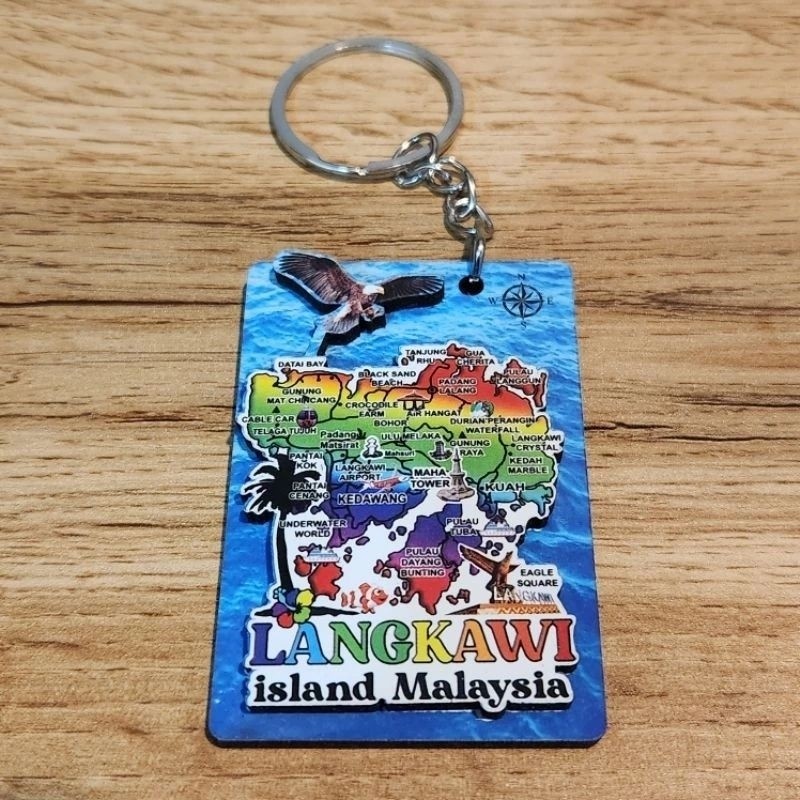 N
W E
S
DATAI BAY
TANJUNG
RHU
GUA
CHERITA
BLACK SAND
BEACH
PULAU
LANGGUN
PADANG
LALANG
GUNUNG
MAT CHINCANG
CROCODILE
FARM
AIR HANGAT
CABLE CAR
TELAGA TUJUH
BOHOR
DURIAN PERANGIN
WATERFALL
Padang
Matsirat
ULU MELAKA
Mahsuri
GUNUNG
RAYA
LANGKAWI
CRYSTAL
PANTAI
KOK
LANGKAWI
AIRPORT
MAHA
TOWER
KEDAH
MARBLE
PANTAI
CENANG
KEDAWANG
KUAH
UNDERWATER
WORLD
PULAU
TUBA
PULAU
DAYANG
BUNTING
EAGLE
SQUARE
LANGKAWI
LANGKAWI
island Malaysia